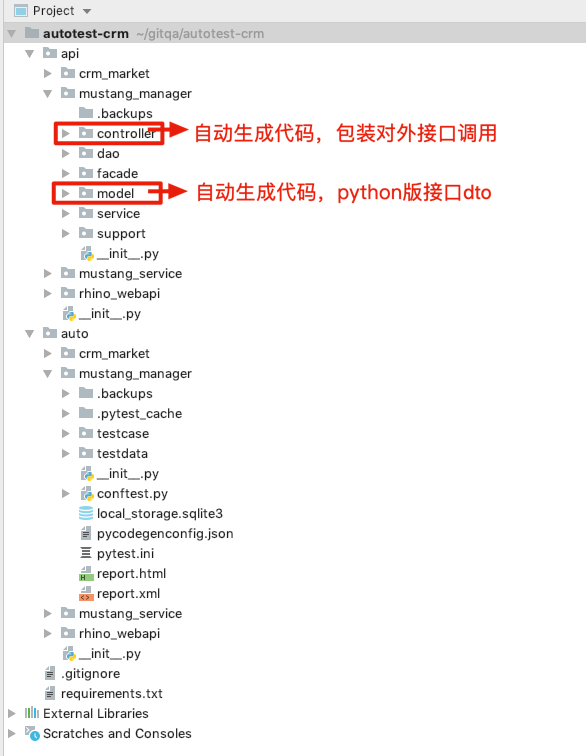 Project
autotest-crm ~/gitqa/autotest-crm
api
crm_market
mustang_manager
.backups
controller 自动生成代码，包装对外接口调用
dao
facade
model 自动生成代码，python版接口dto
service
support
__init__.py
mustang_service
rhino_webapi
__init__.py
auto
crm_market
mustang_manager
.backups
.pytest_cache
testcase
testdata
__init__.py
conftest.py
local_storage.sqlite3
pycodegenconfig.json
pytest.ini
report.html
report.xml
mustang_service
rhino_webapi
__init__.py
.gitignore
requirements.txt
External Libraries
Scratches and Consoles